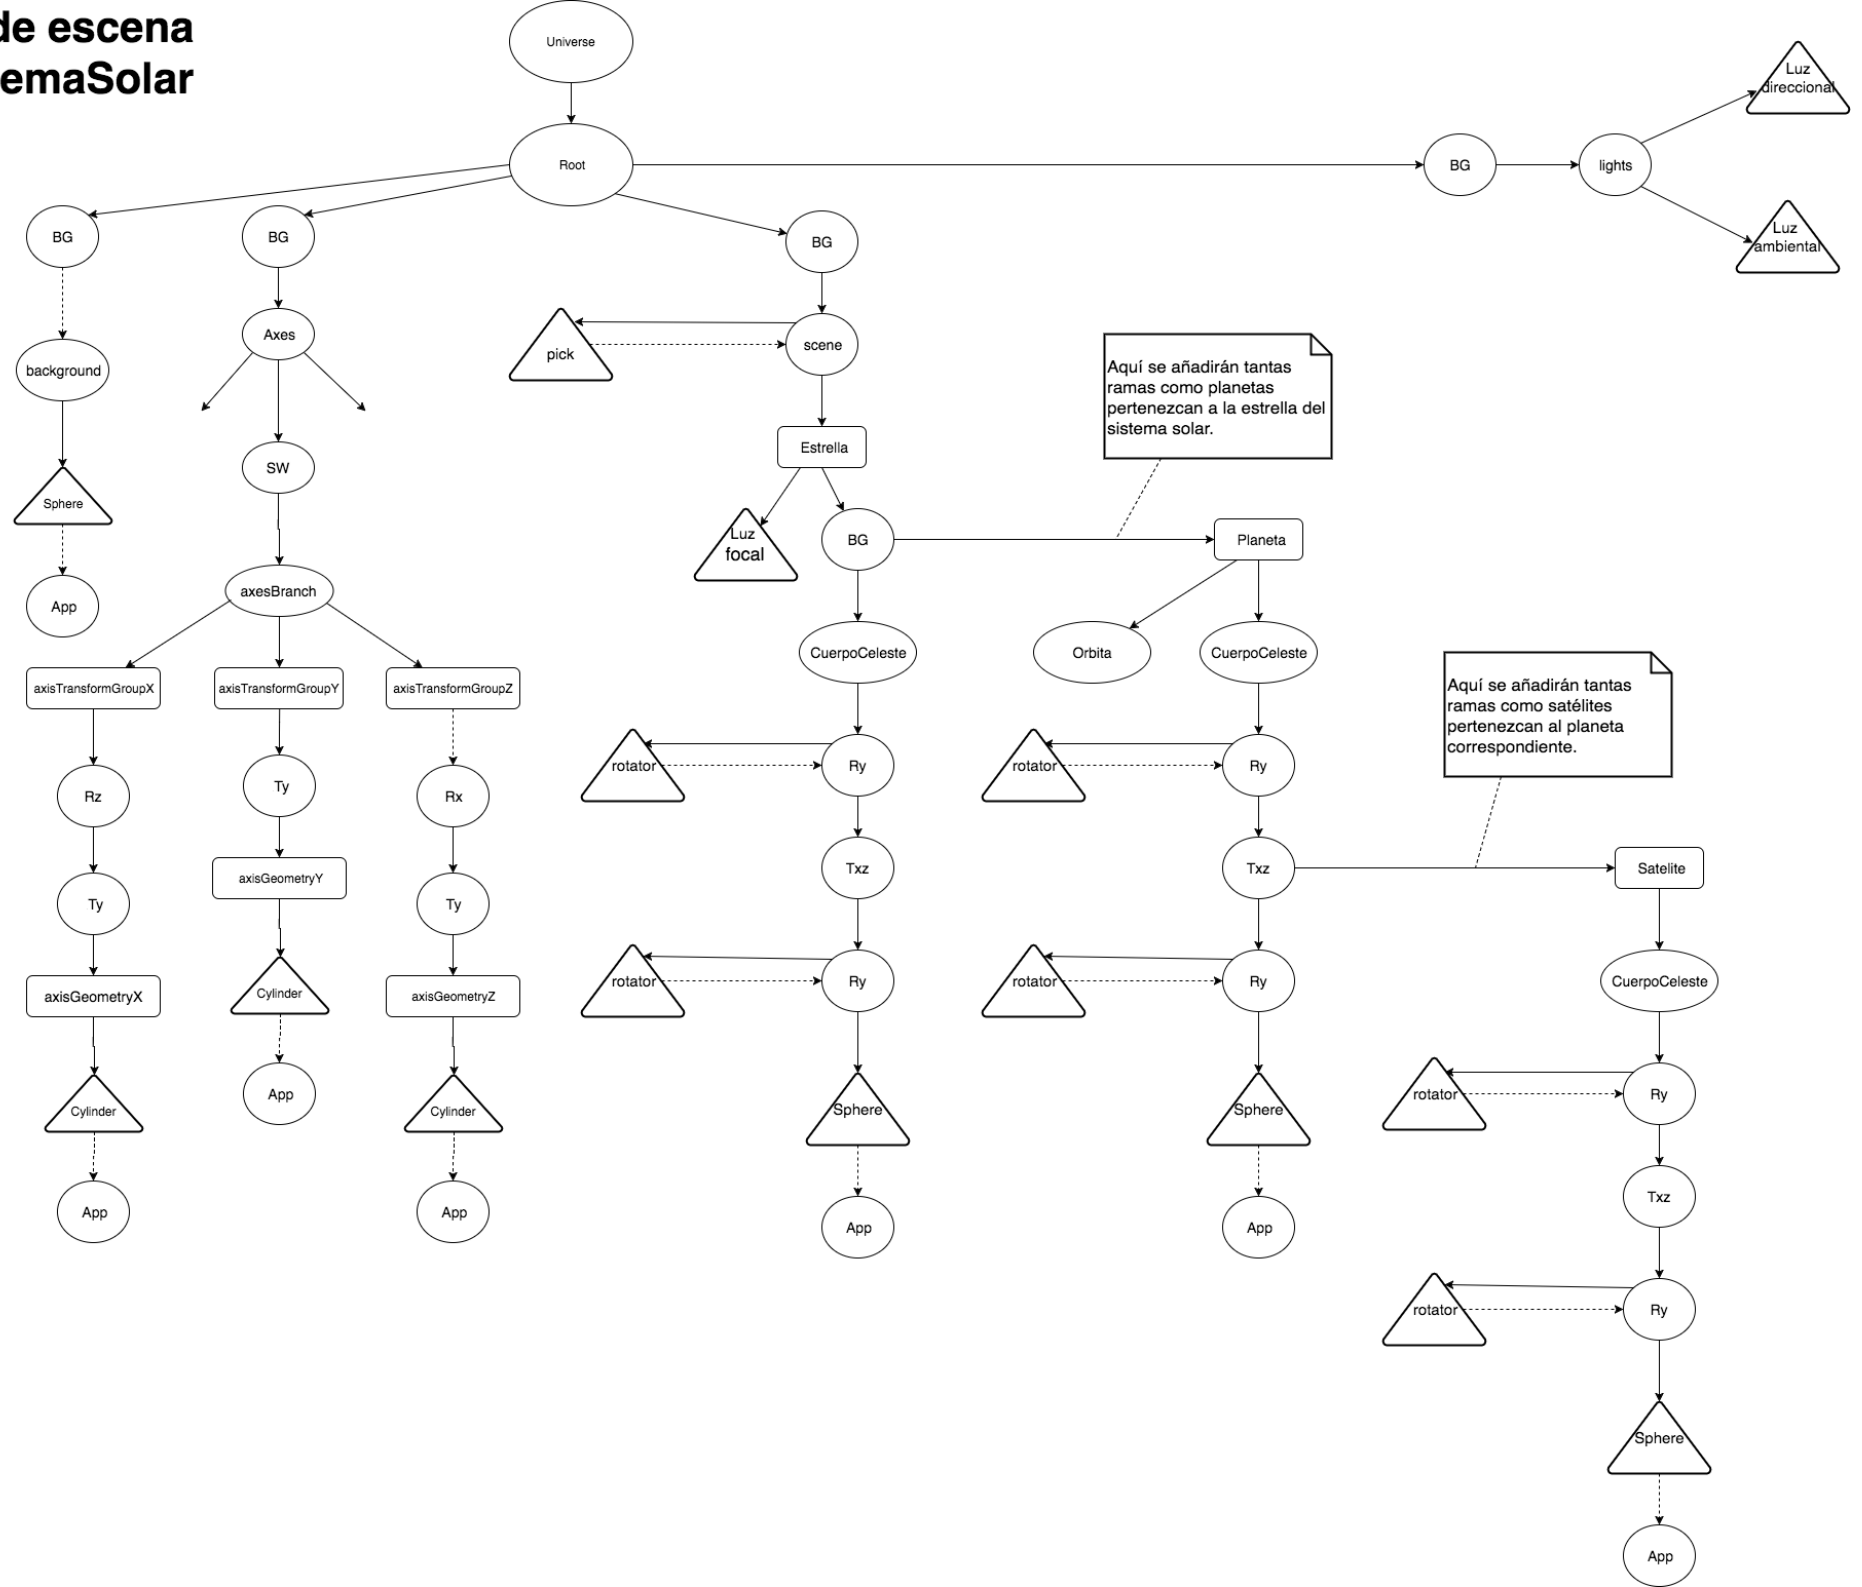 de escena
emaSolar
Universe
Root
BG
lights
Luz
direccional
Luz
ambiental
BG
BG
BG
background
Sphere
App
Axes
SW
axesBranch
axisTransformGroupX
axisTransformGroupY
axisTransformGroupZ
Rz
Ty
axisGeometryX
Cylinder
App
Ty
axisGeometryY
Cylinder
App
Rx
Ty
axisGeometryZ
Cylinder
App
pick
scene
Estrella
Luz
focal
BG
Aquí se añadirán tantas
ramas como planetas
pertenezcan a la estrella del
sistema solar.
Planeta
CuerpoCeleste
rotator
Ry
Txz
rotator
Ry
Sphere
App
Orbita
CuerpoCeleste
rotator
Ry
Txz
rotator
Ry
Sphere
App
Aquí se añadirán tantas
ramas como satélites
pertenezcan al planeta
correspondiente.
Satelite
CuerpoCeleste
rotator
Ry
Txz
rotator
Ry
Sphere
App